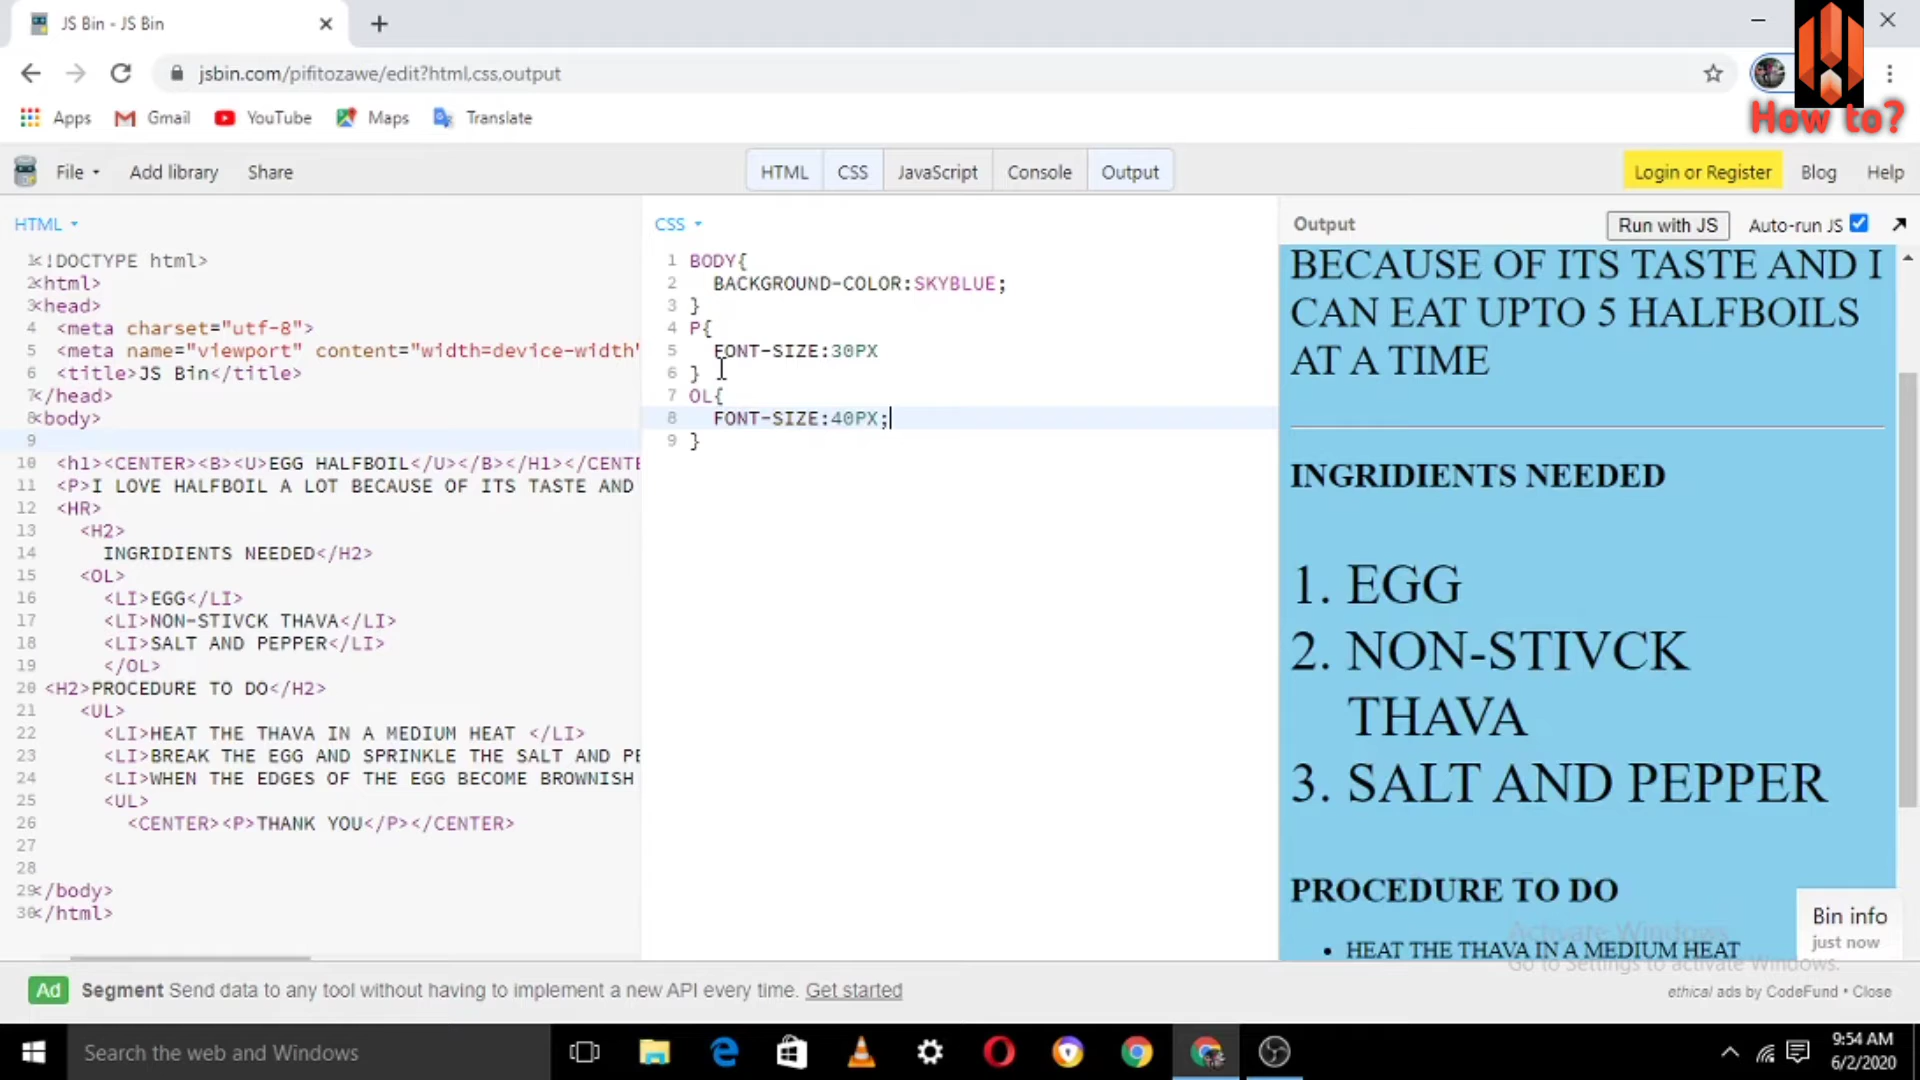 JS Bin - JS Bin
jsbin.com/pifitozawe/edit?html,css,output
How to?
Apps Gmail YouTube Maps Translate
File Add library Share HTML CSS JavaScript Console Output Login or Register Blog Help
HTML
1 <!DOCTYPE html>
2 <html>
3 <head>
4 <meta charset="utf-8">
5 <meta name="viewport" content="width=device-width"
6 <title>JS Bin</title>
7 </head>
8 <body>
9
10 <h1><CENTER><B><U>EGG HALFBOIL</U></B></H1></CENTE
11 <P>I LOVE HALFBOIL A LOT BECAUSE OF ITS TASTE AND
12 <HR>
13 <H2>
14 INGRIDIENTS NEEDED</H2>
15 <OL>
16 <LI>EGG</LI>
17 <LI>NON-STIVCK THAVA</LI>
18 <LI>SALT AND PEPPER</LI>
19 </OL>
20 <H2>PROCEDURE TO DO</H2>
21 <UL>
22 <LI>HEAT THE THAVA IN A MEDIUM HEAT </LI>
23 <LI>BREAK THE EGG AND SPRINKLE THE SALT AND PE
24 <LI>WHEN THE EDGES OF THE EGG BECOME BROWNISH
25 <UL>
26 <CENTER><P>THANK YOU</P></CENTER>
27
28
29 </body>
30 </html>
CSS
1 BODY{
2 BACKGROUND-COLOR:SKYBLUE;
3 }
4 P{
5 FONT-SIZE:30PX
6 }
7 OL{
8 FONT-SIZE:40PX;
9 }
Output Run with JS Auto-run JS
BECAUSE OF ITS TASTE AND I
CAN EAT UPTO 5 HALFBOILS
AT A TIME
INGRIDIENTS NEEDED
1. EGG
2. NON-STIVCK
THAVA
3. SALT AND PEPPER
PROCEDURE TO DO
• HEAT THE THAVA IN A MEDIUM HEAT
Bin info
just now
Activate Windows
Go to Settings to activate Windows.
Ad Segment Send data to any tool without having to implement a new API every time. Get started
ethical ads by CodeFund • Close
Search the web and Windows
9:54 AM
6/2/2020